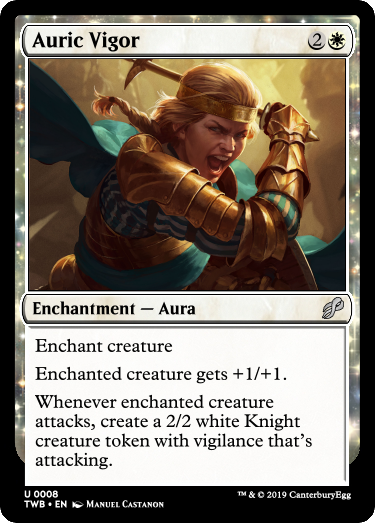 Auric Vigor 2
Enchantment — Aura
Enchant creature
Enchanted creature gets +1/+1.
Whenever enchanted creature
attacks, create a 2/2 white Knight
creature token with vigilance that's
attacking.
U 0008
TWB • EN Manuel Castanon
™ & © 2019 CanterburyEgg